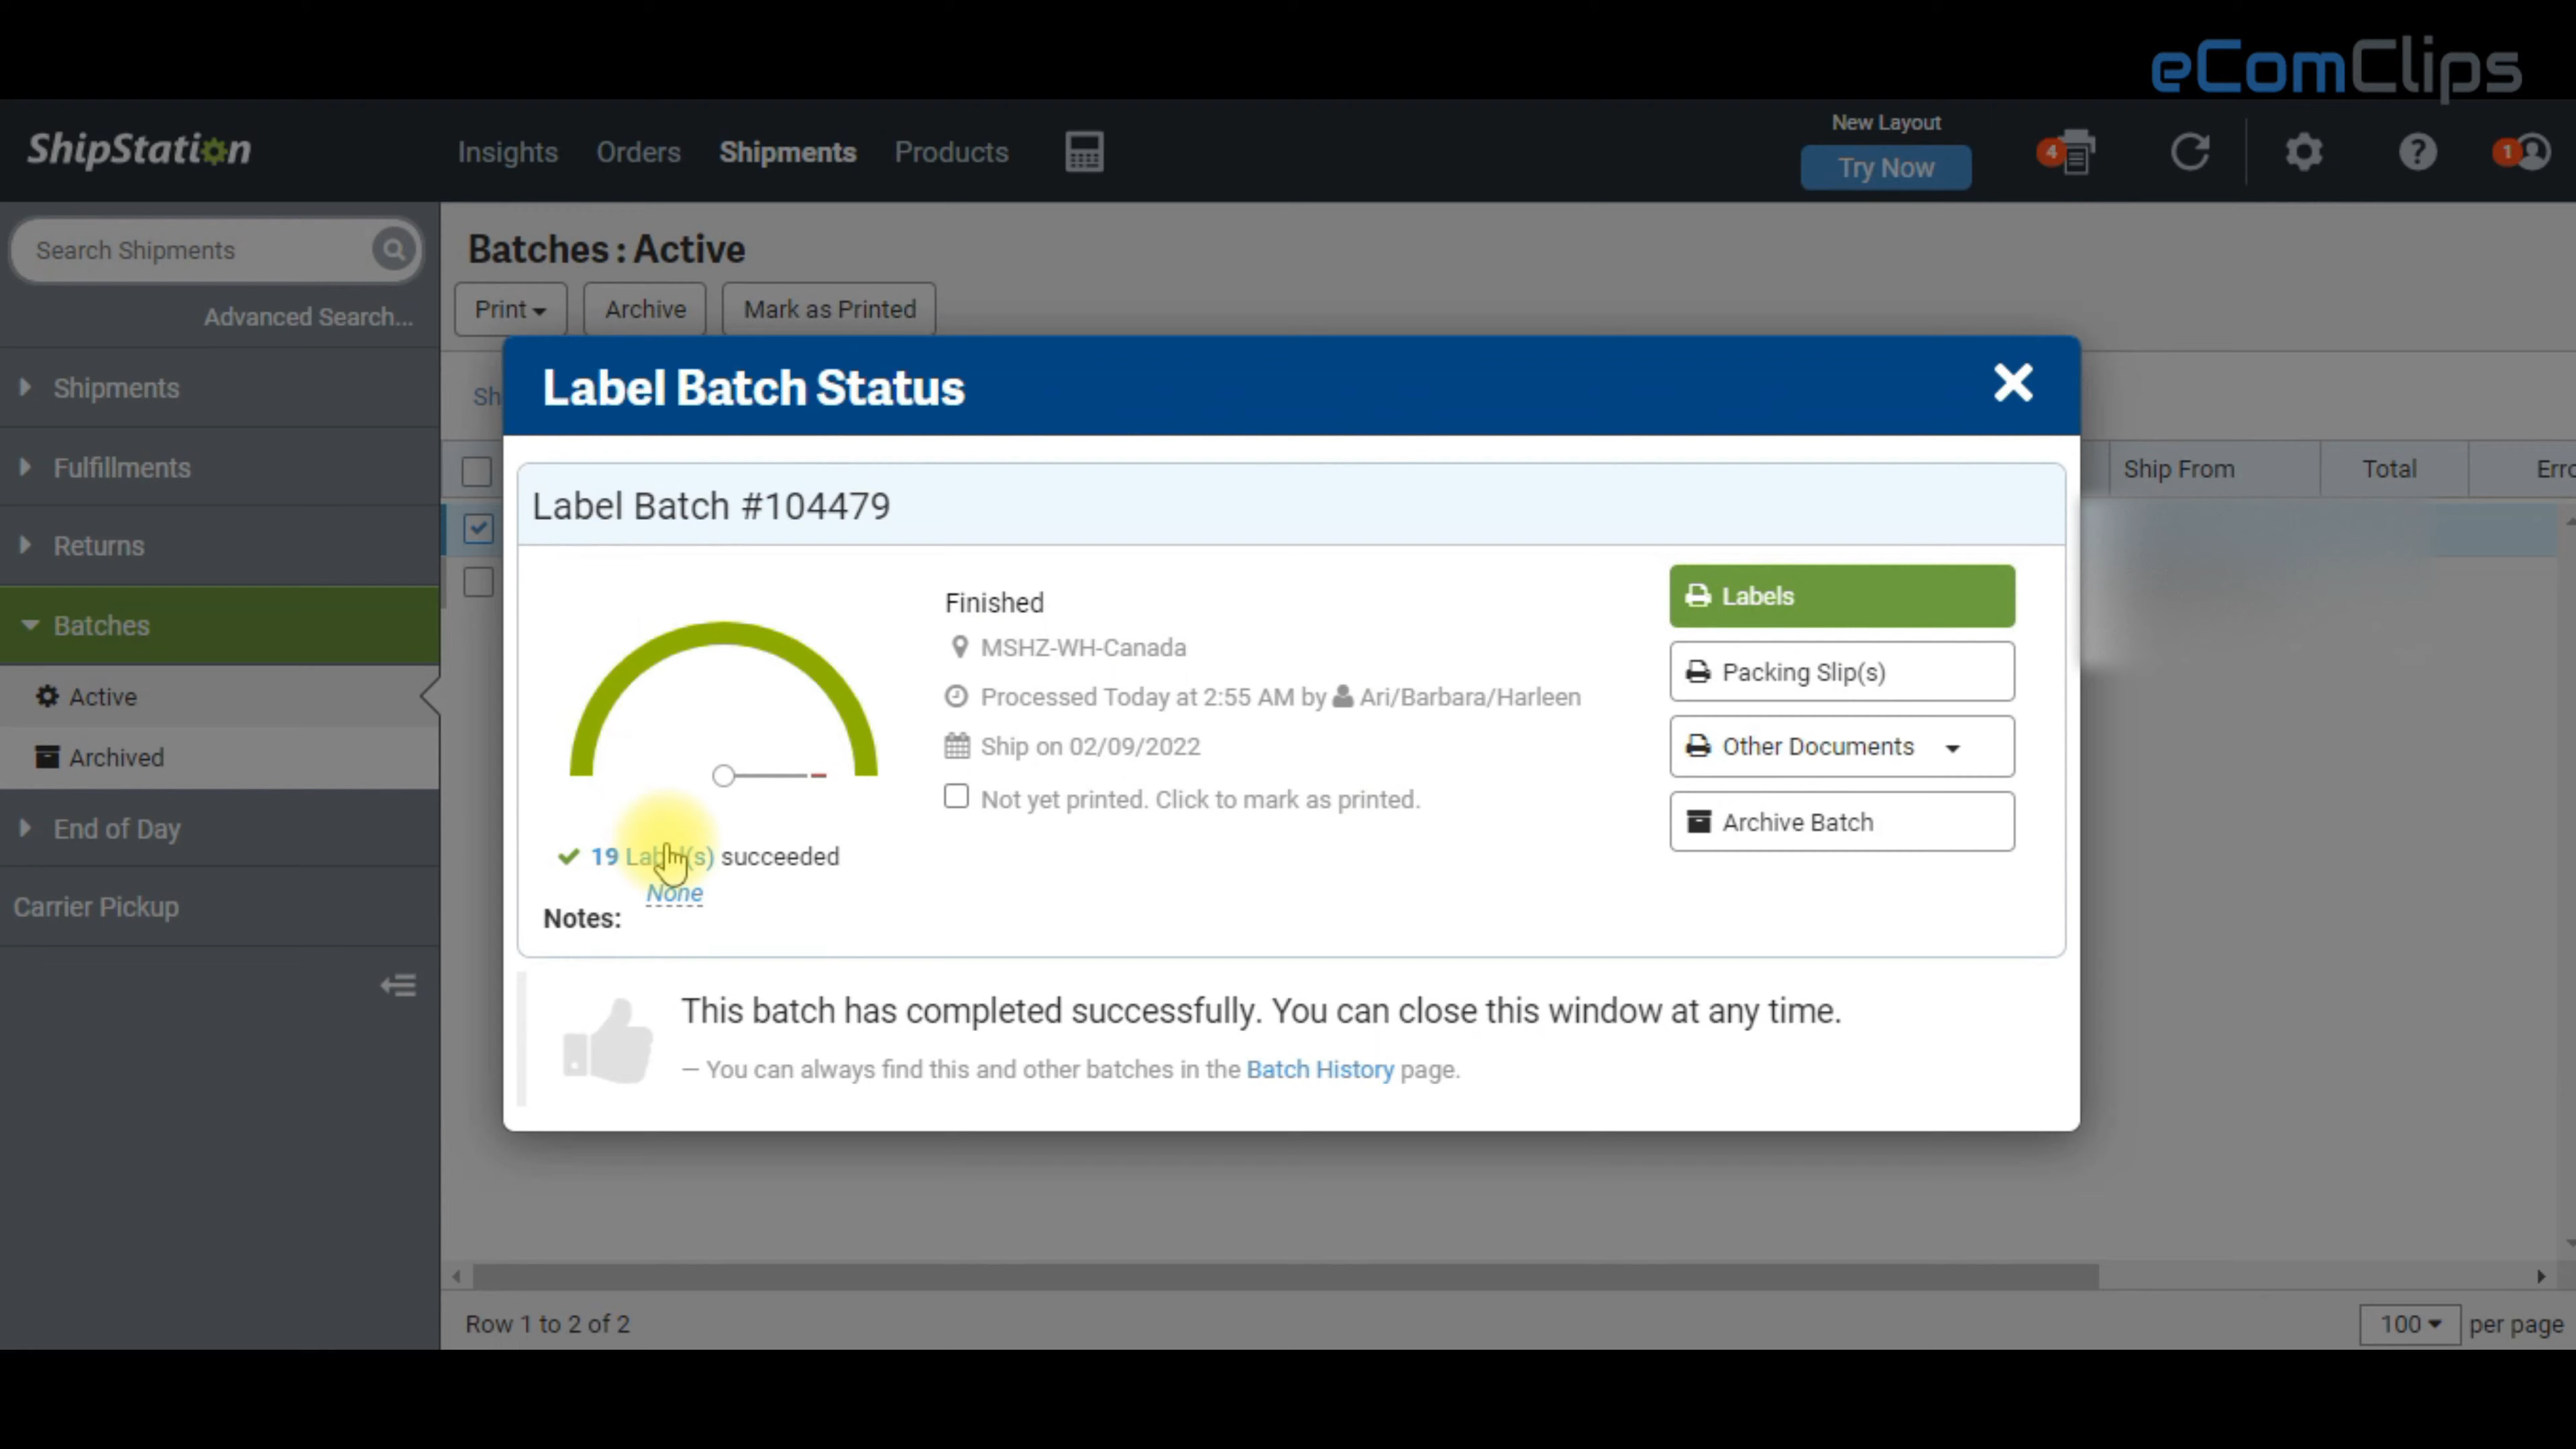 eComClips
ShipStation
Insights
Orders
Shipments
Products
New Layout
Try Now
4
1
Search Shipments
Advanced Search...
Shipments
Fulfillments
Returns
Batches
Active
Archived
End of Day
Carrier Pickup
Batches : Active
Print
Archive
Mark as Printed
Sh
Ship From
Total
Erro
Label Batch Status
Label Batch #104479
Finished
MSHZ-WH-Canada
Processed Today at 2:55 AM by Ari/Barbara/Harleen
Ship on 02/09/2022
Not yet printed. Click to mark as printed.
19 Label(s) succeeded
None
Notes:
Labels
Packing Slip(s)
Other Documents
Archive Batch
This batch has completed successfully. You can close this window at any time.
— You can always find this and other batches in the Batch History page.
Row 1 to 2 of 2
100 per page